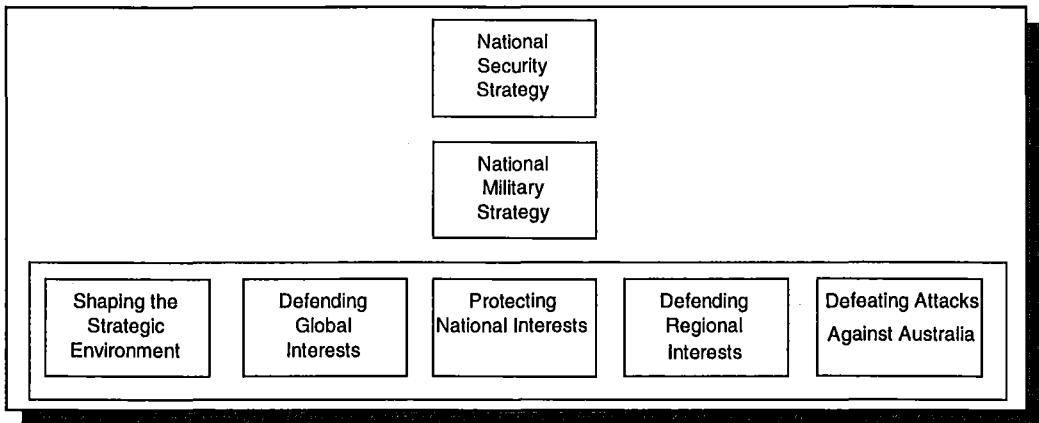 National
Security
Strategy
National
Military
Strategy
Shaping the
Strategic
Environment
Defending
Global
Interests
Protecting
National Interests
Defending
Regional
Interests
Defeating Attacks
Against Australia